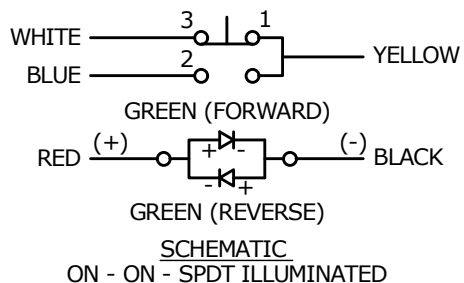 3 1
WHITE
YELLOW
2
BLUE
GREEN (FORWARD)
(+) + - (-)
RED BLACK
- +
GREEN (REVERSE)
SCHEMATIC
ON - ON - SPDT ILLUMINATED